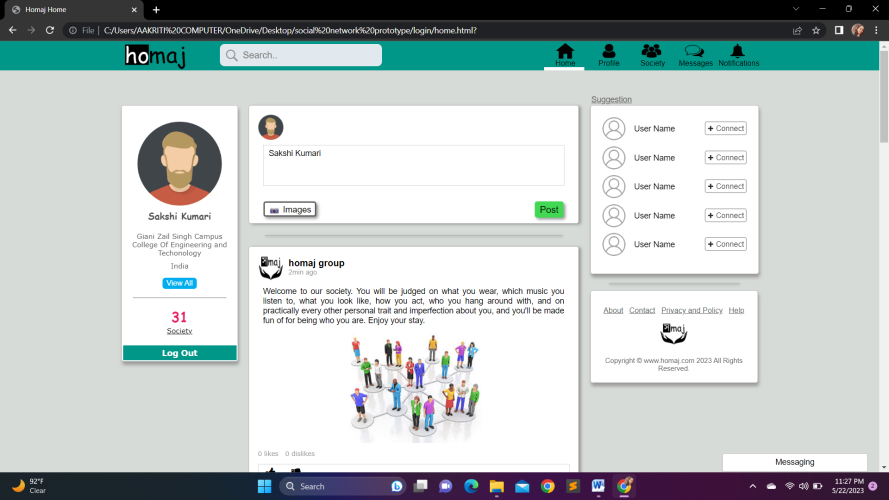 Homaj Home
File
C:/Users/AAKRITI%20COMPUTER/OneDrive/Desktop/social%20network%20prototype/login/home.html?
homaj
Search..
Home
Profile
Society
Messages
Notifications
Sakshi Kumari
Giani Zail Singh Campus
College Of Engineering and
Techonology
India
View All
31
Society
Log Out
Sakshi Kumari
Images
Post
homaj
homaj group
2min ago
Welcome to our society. You will be judged on what you wear, which music you
listen to, what you look like, how you act, who you hang around with, and on
practically every other personal trait and imperfection about you, and you'll be made
fun of for being who you are. Enjoy your stay.
0 likes 0 dislikes
Suggestion
User Name + Connect
User Name + Connect
User Name + Connect
User Name + Connect
User Name + Connect
About Contact Privacy and Policy Help
homaj
Copyright © www.homaj.com 2023 All Rights
Reserved.
Messaging
92°F
Clear
Search
11:27 PM
5/22/2023
2